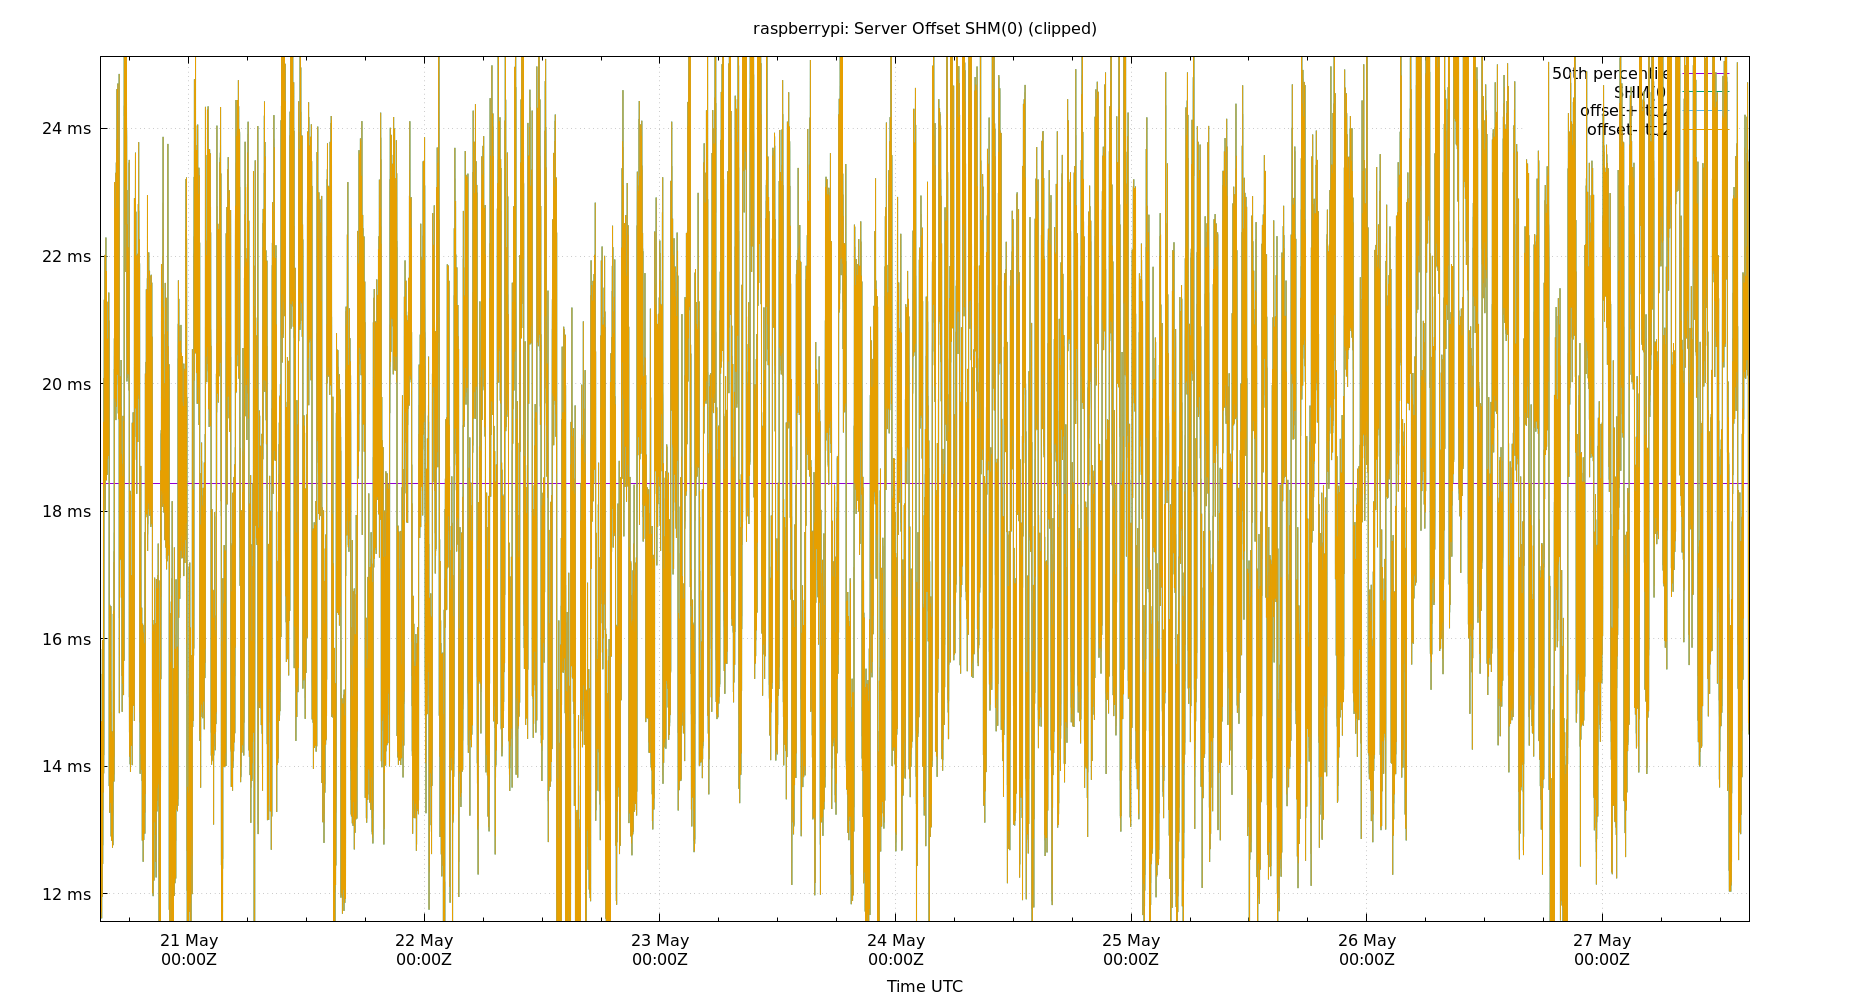 raspberrypi: Server Offset SHM(0) (clipped)
50th percentile
SHM(0)
24 ms
22 ms
20 ms
18 ms
16 ms
14 ms
12 ms
21 May
00:00Z
22 May
00:00Z
23 May
00:00Z
24 May
00:00Z
25 May
00:00Z
26 May
00:00Z
27 May
00:00Z
Time UTC